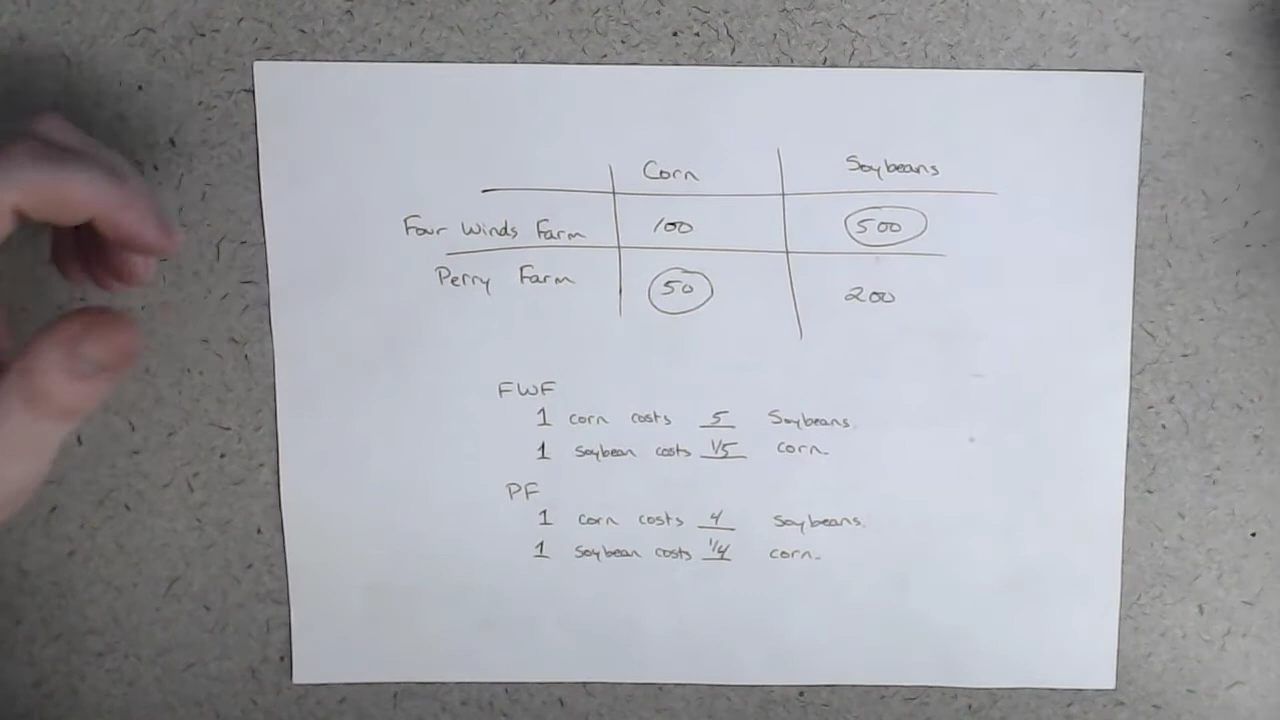 Corn Soybeans
Four Winds Farm 100 500
Perry Farm 50 200
FWF
1 corn costs 5 Soybeans.
1 Soybean costs 1/5 corn.
PF
1 corn costs 4 Soybeans.
1 Soybean costs 1/4 corn.